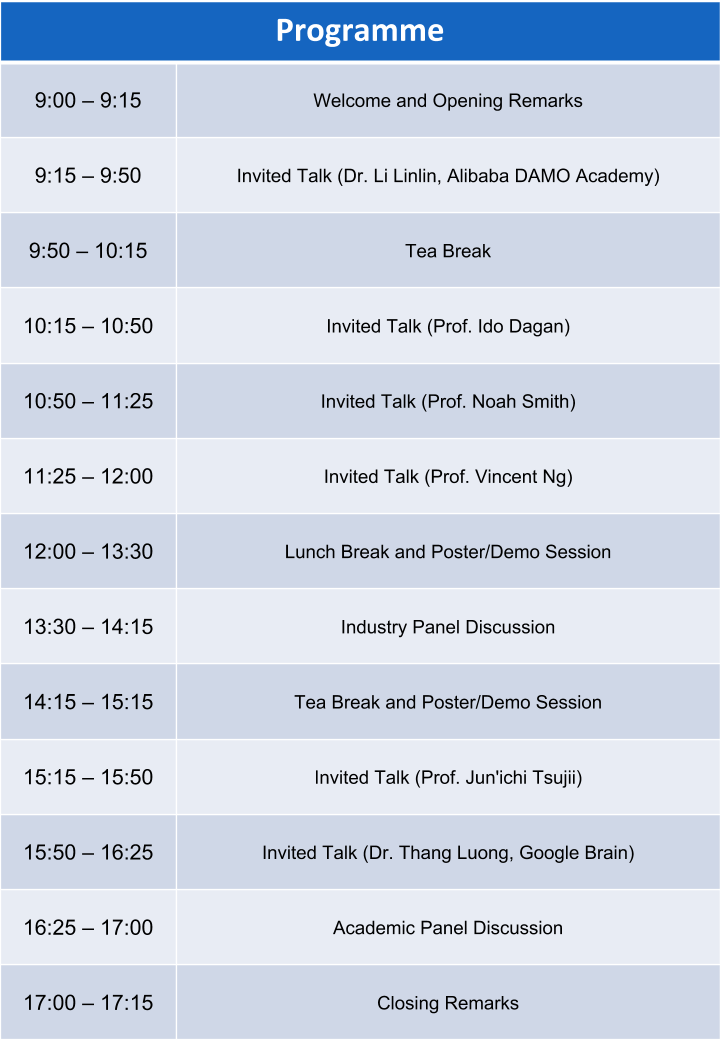 Programme
9:00 – 9:15 Welcome and Opening Remarks
9:15 – 9:50 Invited Talk (Dr. Li Linlin, Alibaba DAMO Academy)
9:50 – 10:15 Tea Break
10:15 – 10:50 Invited Talk (Prof. Ido Dagan)
10:50 – 11:25 Invited Talk (Prof. Noah Smith)
11:25 – 12:00 Invited Talk (Prof. Vincent Ng)
12:00 – 13:30 Lunch Break and Poster/Demo Session
13:30 – 14:15 Industry Panel Discussion
14:15 – 15:15 Tea Break and Poster/Demo Session
15:15 – 15:50 Invited Talk (Prof. Jun'ichi Tsujii)
15:50 – 16:25 Invited Talk (Dr. Thang Luong, Google Brain)
16:25 – 17:00 Academic Panel Discussion
17:00 – 17:15 Closing Remarks